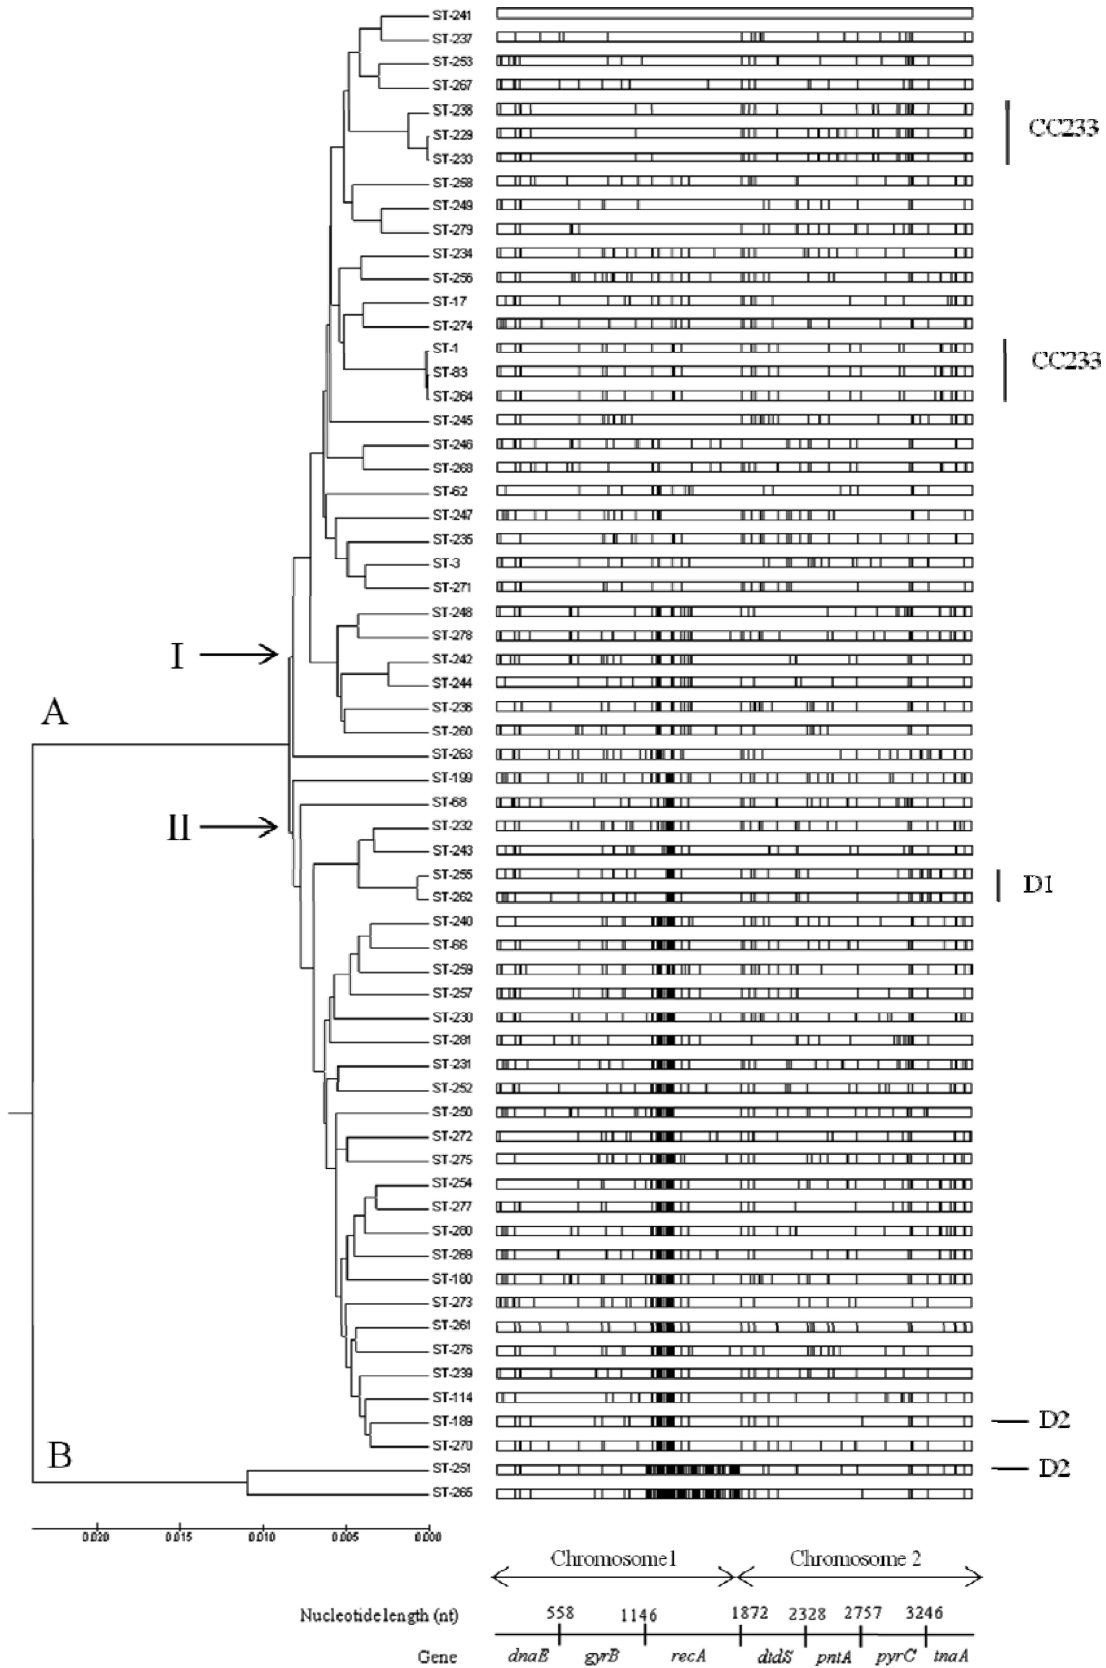 ST-241
ST-237
ST-253
ST-267
ST-238
ST-229
ST-233
CC233
ST-258
ST-249
ST-279
ST-234
ST-256
ST-17
ST-274
ST-1
ST-83
ST-264
CC233
ST-245
ST-246
ST-268
ST-62
ST-247
ST-235
ST-3
ST-271
ST-248
ST-278
I
ST-242
ST-244
ST-236
A
ST-260
ST-263
ST-199
ST-68
II
ST-232
ST-243
ST-255
D1
ST-262
ST-240
ST-66
ST-259
ST-257
ST-230
ST-281
ST-231
ST-252
ST-250
ST-272
ST-275
ST-254
ST-277
ST-280
ST-269
ST-180
ST-273
ST-261
ST-276
ST-239
ST-114
ST-189 D2
ST-270
B
ST-251 D2
ST-265
0.020 0.015 0.010 0.005 0.000
Chromosome1 Chromosome 2
Nucleotide length (nt) 558 1146 1872 2328 2757 3246
Gene dnaE gyrB recA dtdS pntA pyrC tnaA